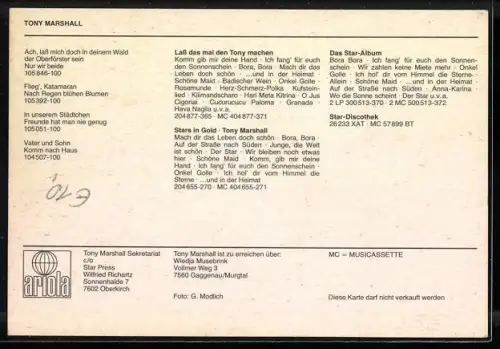 TONY MARSHALL
Ach, laß mich doch in deinem Wald
der Oberförster sein
Nur wir beide
105 846-100
Flieg', Katamaran
Nach Regen blühen Blumen
105 392-100
In unserem Städtchen
Freunde hat man nie genug
105 051-100
Vater und Sohn
Komm nach Haus
104 507-100
Laß das mal den Tony machen
Komm gib mir deine Hand · Ich fang' für euch
den Sonnenschein · Bora, Bora · Mach dir das
Leben doch schön · ...und in der Heimat ·
Schöne Maid · Badischer Wein · Onkel Golle ·
Rosamunde · Herz-Schmerz-Polka · Kufstein-
lied · Kilimandscharo · Harl Meta Kitrina · O Jus
Cigoriai · Cucurucucu Paloma · Granada ·
Hava Nagila u.v.a.
204 877-365 · MC 404 877-371
Stars in Gold · Tony Marshall
Mach dir das Leben doch schön · Bora, Bora ·
Auf der Straße nach Süden · Junge, die Welt
ist schön · Der Star · Wir bleiben noch etwas
hier · Schöne Maid · Komm, gib mir deine
Hand · Ich fang für euch den Sonnenschein ·
Onkel Golle · Ich hol dir vom Himmel die
Sterne · ...und in der Heimat
204 655-270 · MC 404 655-271
Das Star-Album
Bora Bora · Ich fang' für euch den Sonnen-
schein · Wir zahlen keine Miete mehr · Onkel
Golle · Ich hol' dir vom Himmel die Sterne-
Allein · Schöne Maid · ...und in der Heimat ·
Auf der Straße nach Süden · Anna-Karina ·
Wo die Sonne scheint · Der Star u.v.a.
2 LP 300 513-370 · 2 MC 500 513-372
Star-Discothek
26 233 XAT · MC 57 899 BT
ariola
Tony Marshall Sekretariat
c/o
Star Press
Wilfried Richartz
Sonnenhalde 7
7602 Oberkirch
Tony Marshall ist zu erreichen über:
Wiedja Musebrink
Vollmer Weg 3
7560 Gaggenau/Murgtal
Foto: G. Modlich
MC = MUSICASSETTE
Diese Karte darf nicht verkauft werden